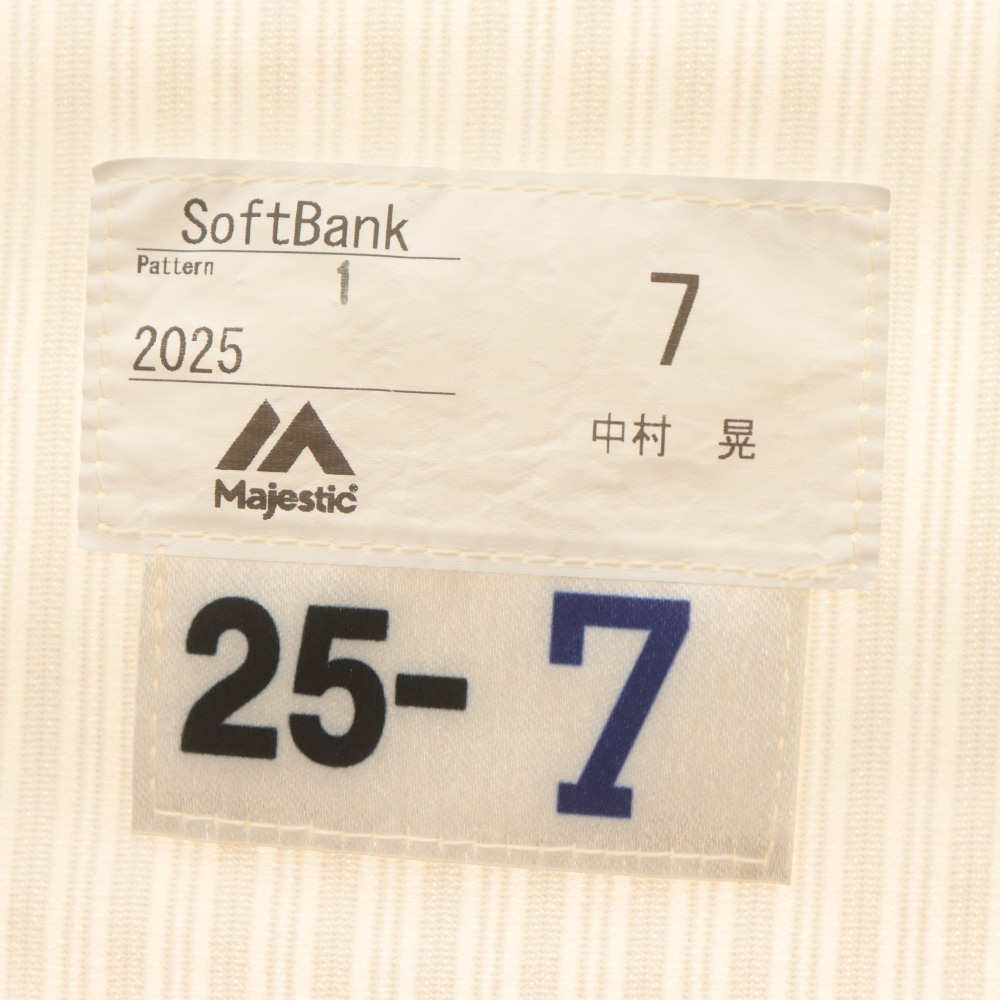 SoftBank
Pattern 1
2025
Majestic®
7
中村 晃
25- 7